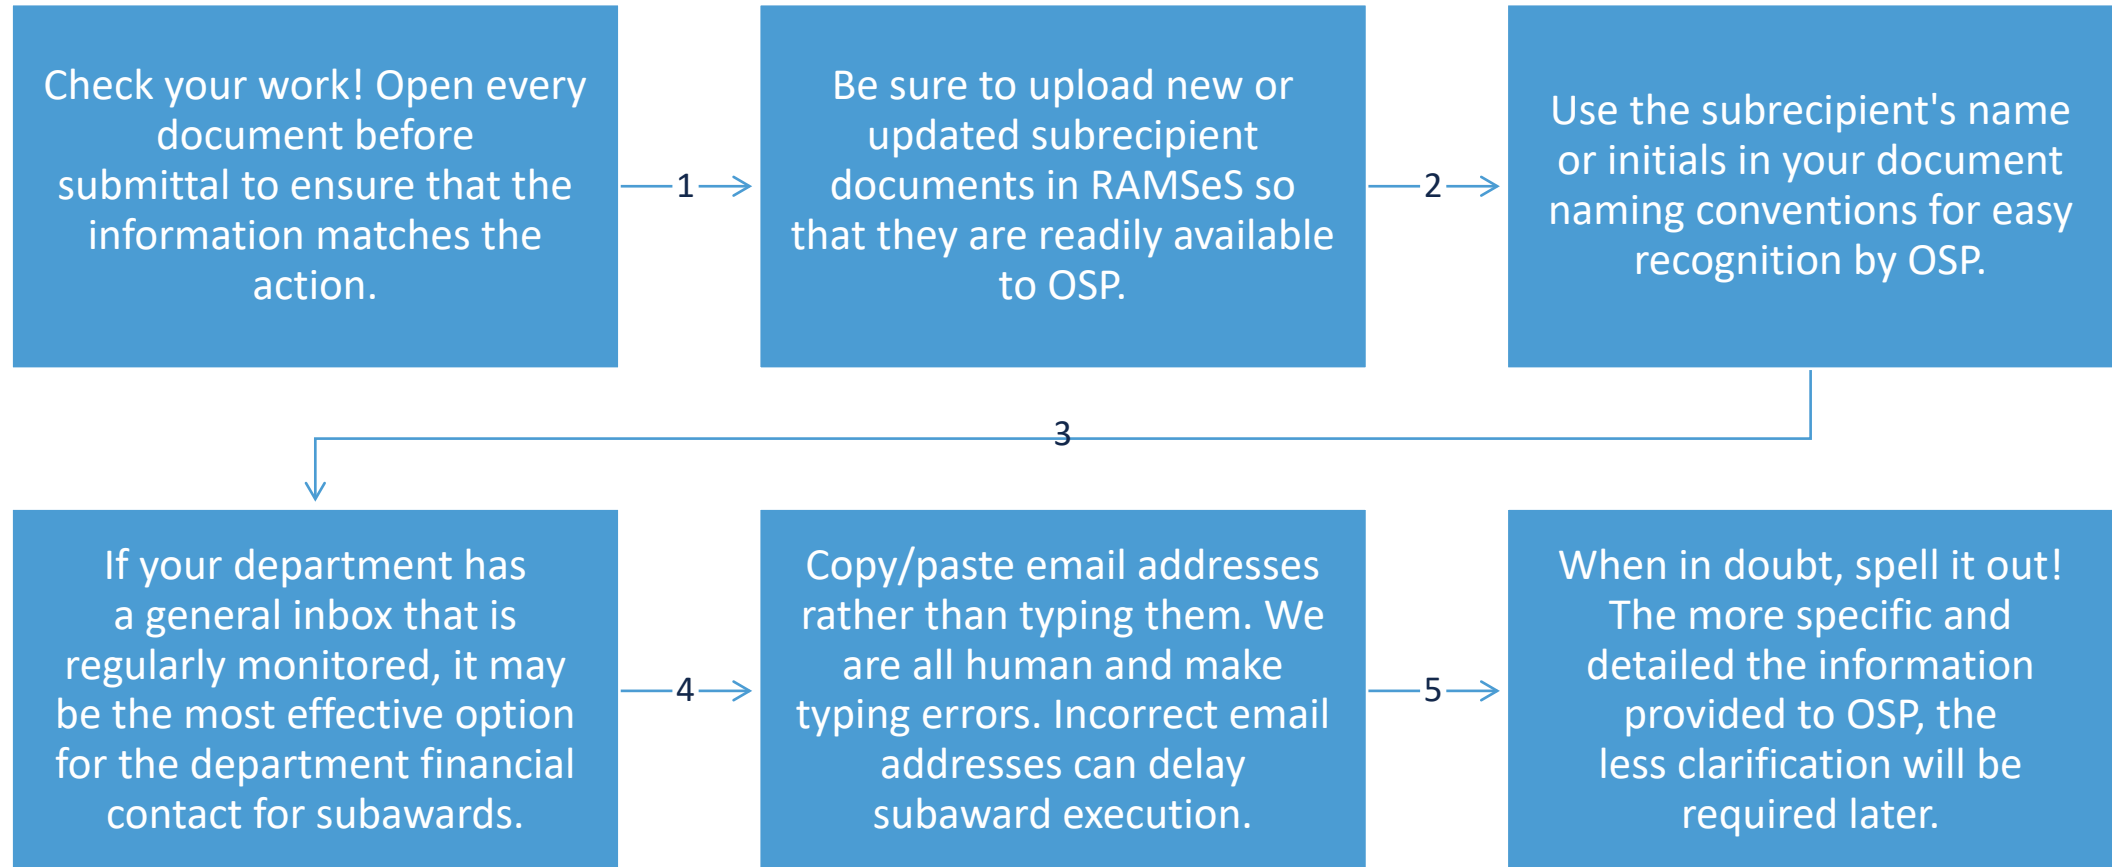 Check your work! Open every
document before
submittal to ensure that the
information matches the
action.
1
Be sure to upload new or
updated subrecipient
documents in RAMSeS so
that they are readily available
to OSP.
2
Use the subrecipient's name
or initials in your document
naming conventions for easy
recognition by OSP.
3
If your department has
a general inbox that is
regularly monitored, it may
be the most effective option
for the department financial
contact for subawards.
4
Copy/paste email addresses
rather than typing them. We
are all human and make
typing errors. Incorrect email
addresses can delay
subaward execution.
5
When in doubt, spell it out!
The more specific and
detailed the information
provided to OSP, the
less clarification will be
required later.